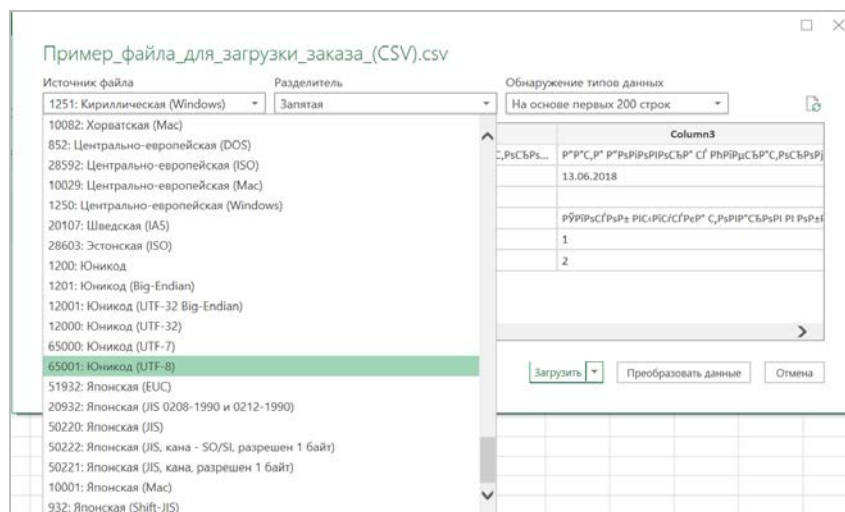 Пример_файла_для_загрузки_заказа_(CSV).csv
Источник файла Разделитель Обнаружение типов данных
1251: Кириллическая (Windows) Запятая На основе первых 200 строк
10082: Хорватская (Mac)
852: Центрально-европейская (DOS)
28592: Центрально-европейская (ISO)
10029: Центрально-европейская (Mac)
1250: Центрально-европейская (Windows)
20107: Шведская (IA5)
28603: Эстонская (ISO)
1200: Юникод
1201: Юникод (Big-Endian)
12001: Юникод (UTF-32 Big-Endian)
12000: Юникод (UTF-32)
65000: Юникод (UTF-7)
65001: Юникод (UTF-8)
51932: Японская (EUC)
20932: Японская (JIS 0208-1990 и 0212-1990)
50220: Японская (JIS)
50222: Японская (JIS, кана - SO/SI, разрешен 1 байт)
50221: Японская (JIS, кана, разрешен 1 байт)
10001: Японская (Mac)
932: Японская (Shift-JIS)
Column3
13.06.2018
1
2
Загрузить Преобразовать данные Отмена